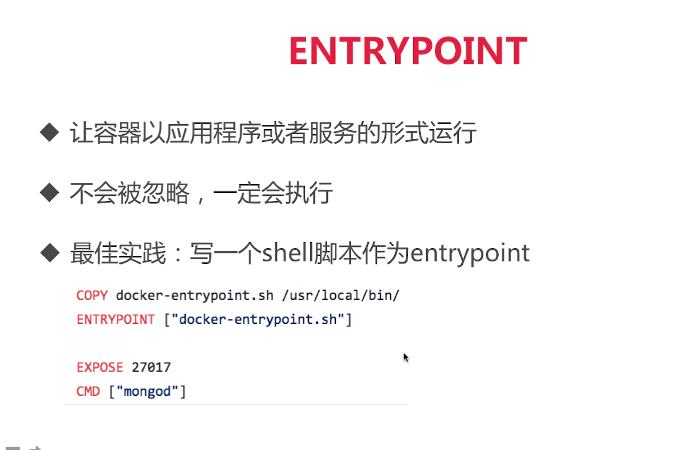 ENTRYPOINT
◆ 让容器以应用程序或者服务的形式运行
◆ 不会被忽略，一定会执行
◆ 最佳实践：写一个shell脚本作为entrypoint
COPY docker-entrypoint.sh /usr/local/bin/
ENTRYPOINT ["docker-entrypoint.sh"]
EXPOSE 27017
CMD ["mongod"]